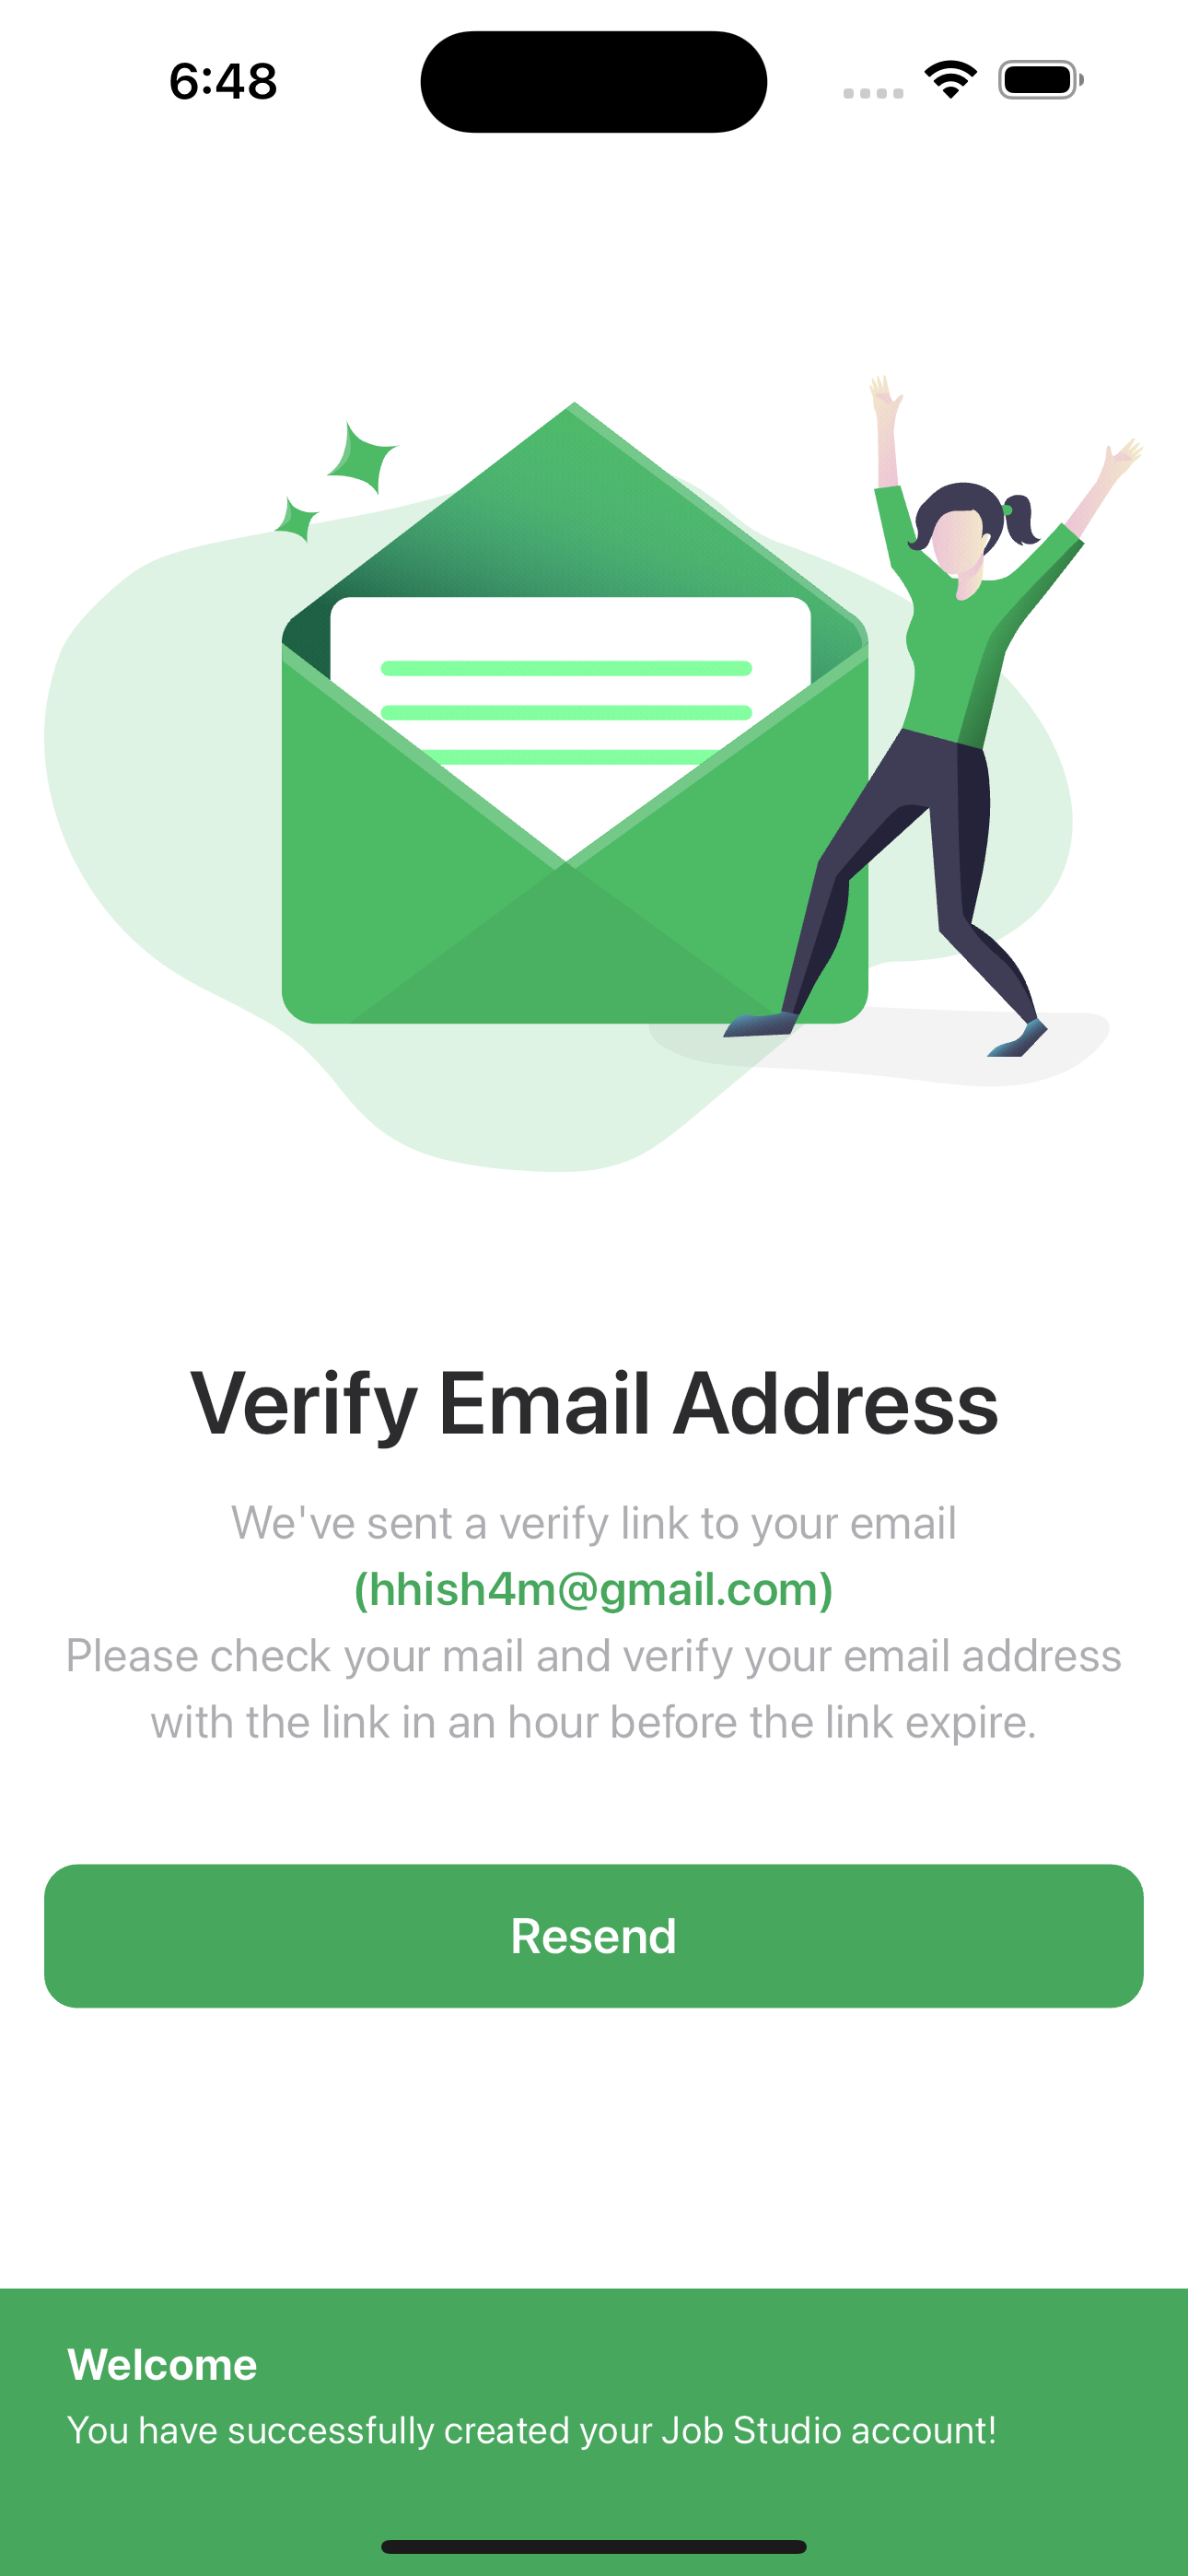 6:48
Verify Email Address
We've sent a verify link to your email
(hhish4m@gmail.com)
Please check your mail and verify your email address
with the link in an hour before the link expire.
Resend
Welcome
You have successfully created your Job Studio account!